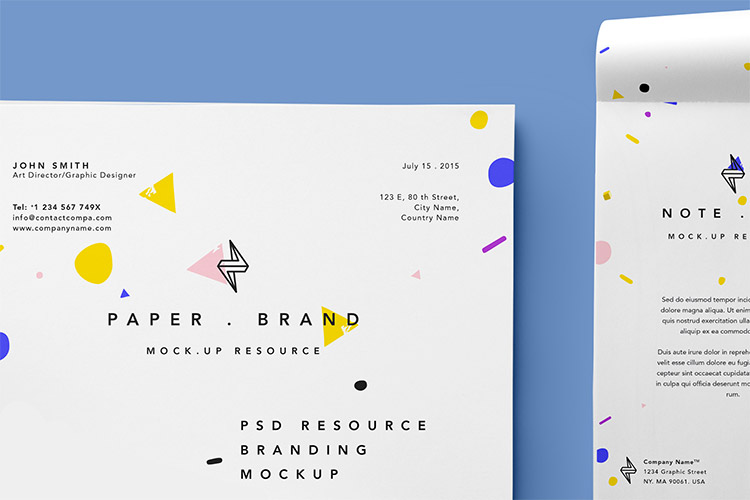 JOHN SMITH
Art Director/Graphic Designer
Tel: +1 234 567 749X
info@contactcompa.com
www.companyname.com
July 15 . 2015
123 E, 80 th Street,
City Name,
Country Name
PAPER . BRAND
MOCK.UP RESOURCE
PSD RESOURCE
BRANDING
MOCKUP
NOTE .
MOCK.UP RE
Sed do eiusmod tempor inci
dolore magna aliqua. Ut enim
quis nostrud exercitation ulla
aliquip ex ea commodo
Duis aute irure dolor in repreh
velit esse cillum dolore eu fugia
cepteur sint occaecat cupidata
in culpa qui officia deserunt mo
rum.
Company Name™
1234 Graphic Street
NY. MA 90061. USA